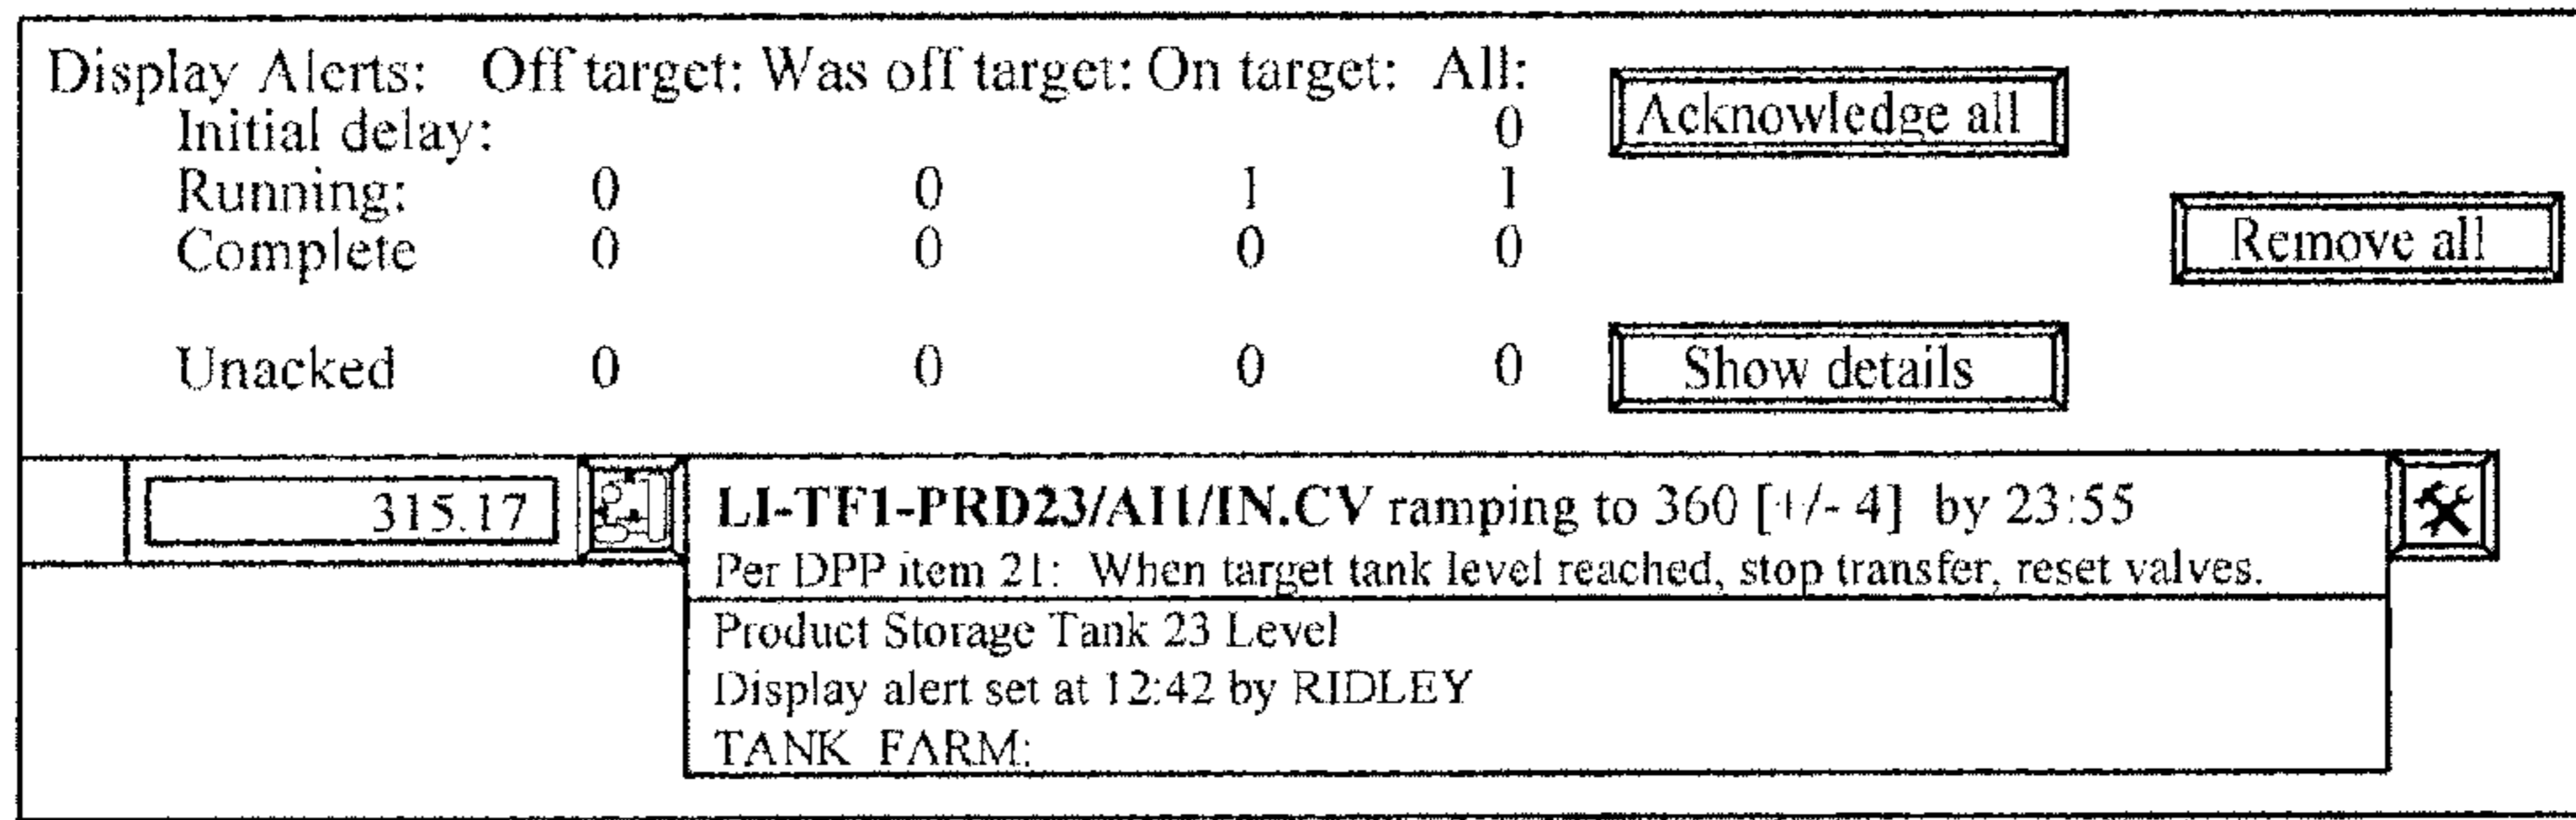 Display Alerts: Off target: Was off target: On target: All:
Initial delay: 0
Acknowledge all
Running: 0 0 1 1
Complete 0 0 0 0
Remove all
Unacked 0 0 0 0
Show details
315.17
LI-TF1-PRD23/AI1/IN.CV ramping to 360 [+/- 4] by 23:55
Per DPP item 21: When target tank level reached, stop transfer, reset valves.
Product Storage Tank 23 Level
Display alert set at 12:42 by RIDLEY
TANK_FARM: